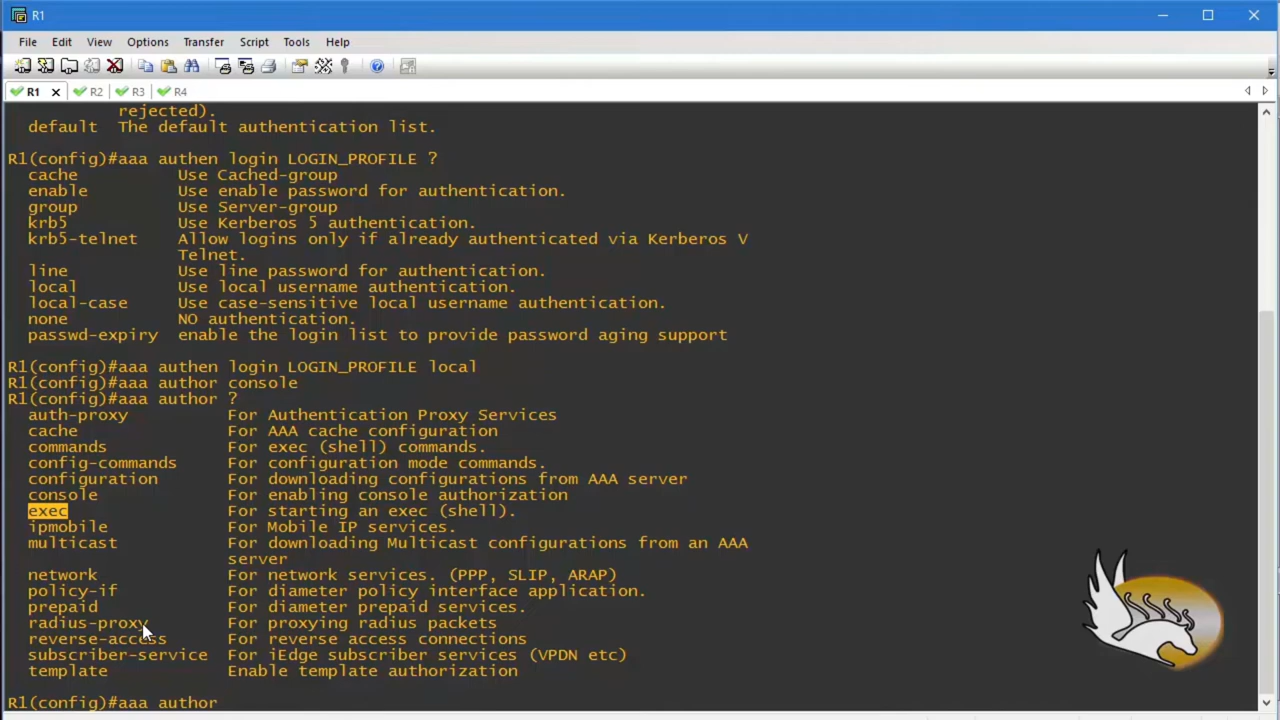 R1
File Edit View Options Transfer Script Tools Help
R1 R2 R3 R4
rejected).
default The default authentication list.
R1(config)#aaa authen login LOGIN_PROFILE ?
cache Use Cached-group
enable Use enable password for authentication.
group Use Server-group
krb5 Use Kerberos 5 authentication.
krb5-telnet Allow logins only if already authenticated via Kerberos V
Telnet.
line Use line password for authentication.
local Use local username authentication.
local-case Use case-sensitive local username authentication.
none NO authentication.
passwd-expiry enable the login list to provide password aging support
R1(config)#aaa authen login LOGIN_PROFILE local
R1(config)#aaa author console
R1(config)#aaa author ?
auth-proxy For Authentication Proxy Services
cache For AAA cache configuration
commands For exec (shell) commands.
config-commands For configuration mode commands.
configuration For downloading configurations from AAA server
console For enabling console authorization
exec For starting an exec (shell).
ipmobile For Mobile IP services.
multicast For downloading Multicast configurations from an AAA
server
network For network services. (PPP, SLIP, ARAP)
policy-if For diameter policy interface application.
prepaid For diameter prepaid services.
radius-proxy For proxying radius packets
reverse-access For reverse access connections
subscriber-service For iEdge subscriber services (VPDN etc)
template Enable template authorization
R1(config)#aaa author